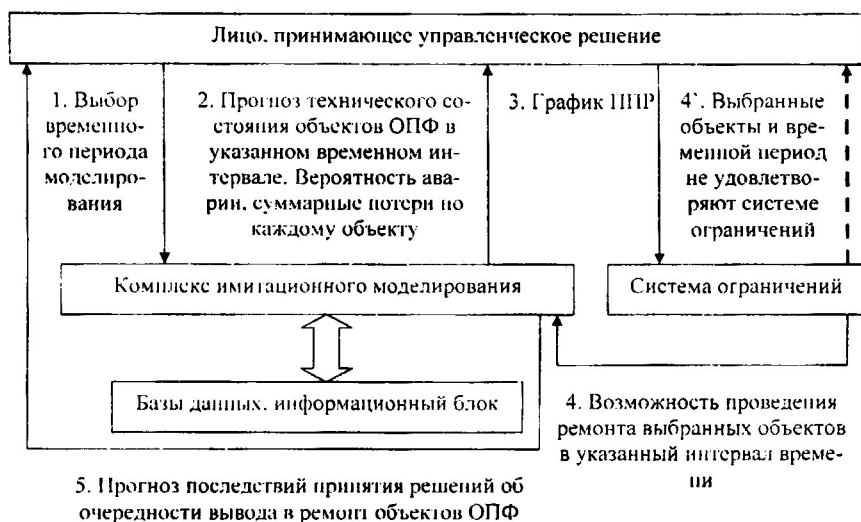 Лицо, принимающее управленческое решение
1. Выбор
временно-
го периода
моделиро-
вания
2. Прогноз технического со-
стояния объектов ОПФ в
указанном временном ин-
тервале. Вероятность ава-
рии, суммарные потери по
каждому объекту
3. График ППР
4`. Выбранные
объекты и вре-
менной период
не удовлетво-
ряют системе
ограничений
Комплекс имитационного моделирования
Система ограничений
Базы данных, информационный блок
4. Возможность проведения
ремонта выбранных объектов
в указанный интервал време-
ни
5. Прогноз последствий принятия решений об
очередности вывода в ремонт объектов ОПФ